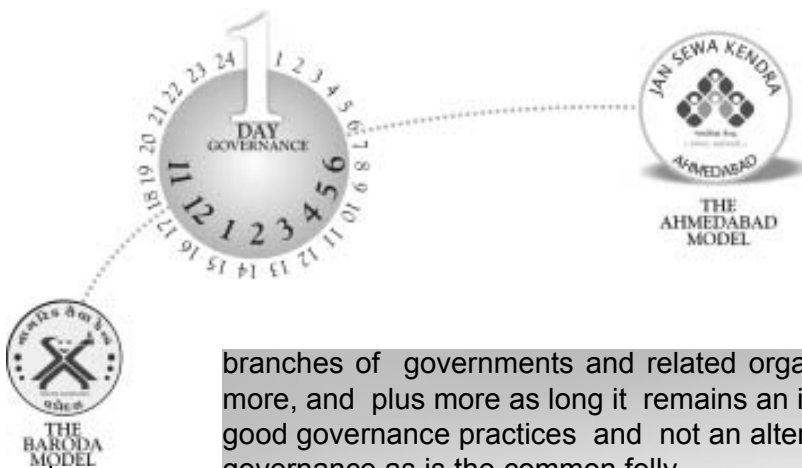 1
DAY
GOVERNANCE
1 2 3 4 5 6 7 8 9 10 11 12 13 14 15 16 17 18 19 20 21 22 23 24
11 12 1 2 3 4 5 6
JAN SEWA KENDRA
AHMEDABAD
THE
AHMEDABAD
MODEL
THE
BARODA
MODEL
branches of governments and related orga
more, and plus more as long it remains an i
good governance practices and not an alter
governance as is the common folly